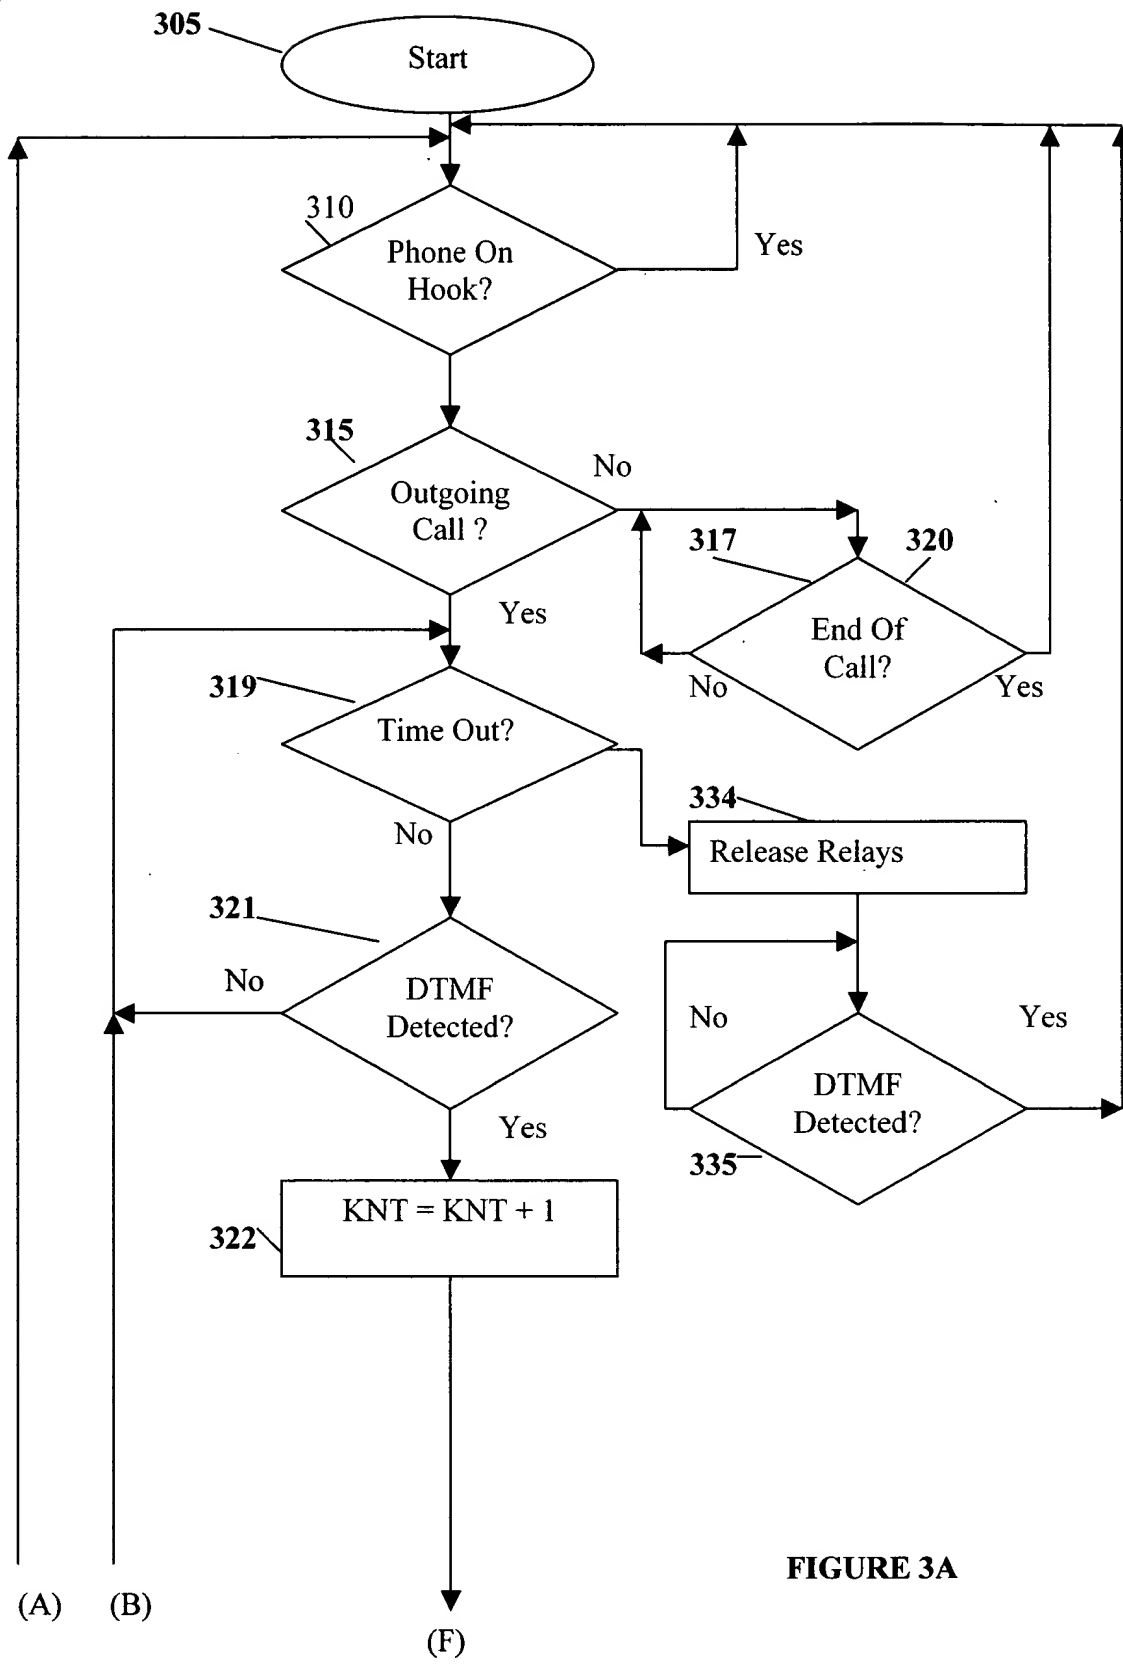 305
Start
310
Phone On
Hook?
Yes
315
Outgoing
Call ?
No
317
320
End Of
Call?
No
Yes
Yes
319
Time Out?
No
334
Release Relays
321
No
DTMF
Detected?
Yes
No
Yes
DTMF
Detected?
335
322
KNT = KNT + 1
FIGURE 3A
(A)
(B)
(F)